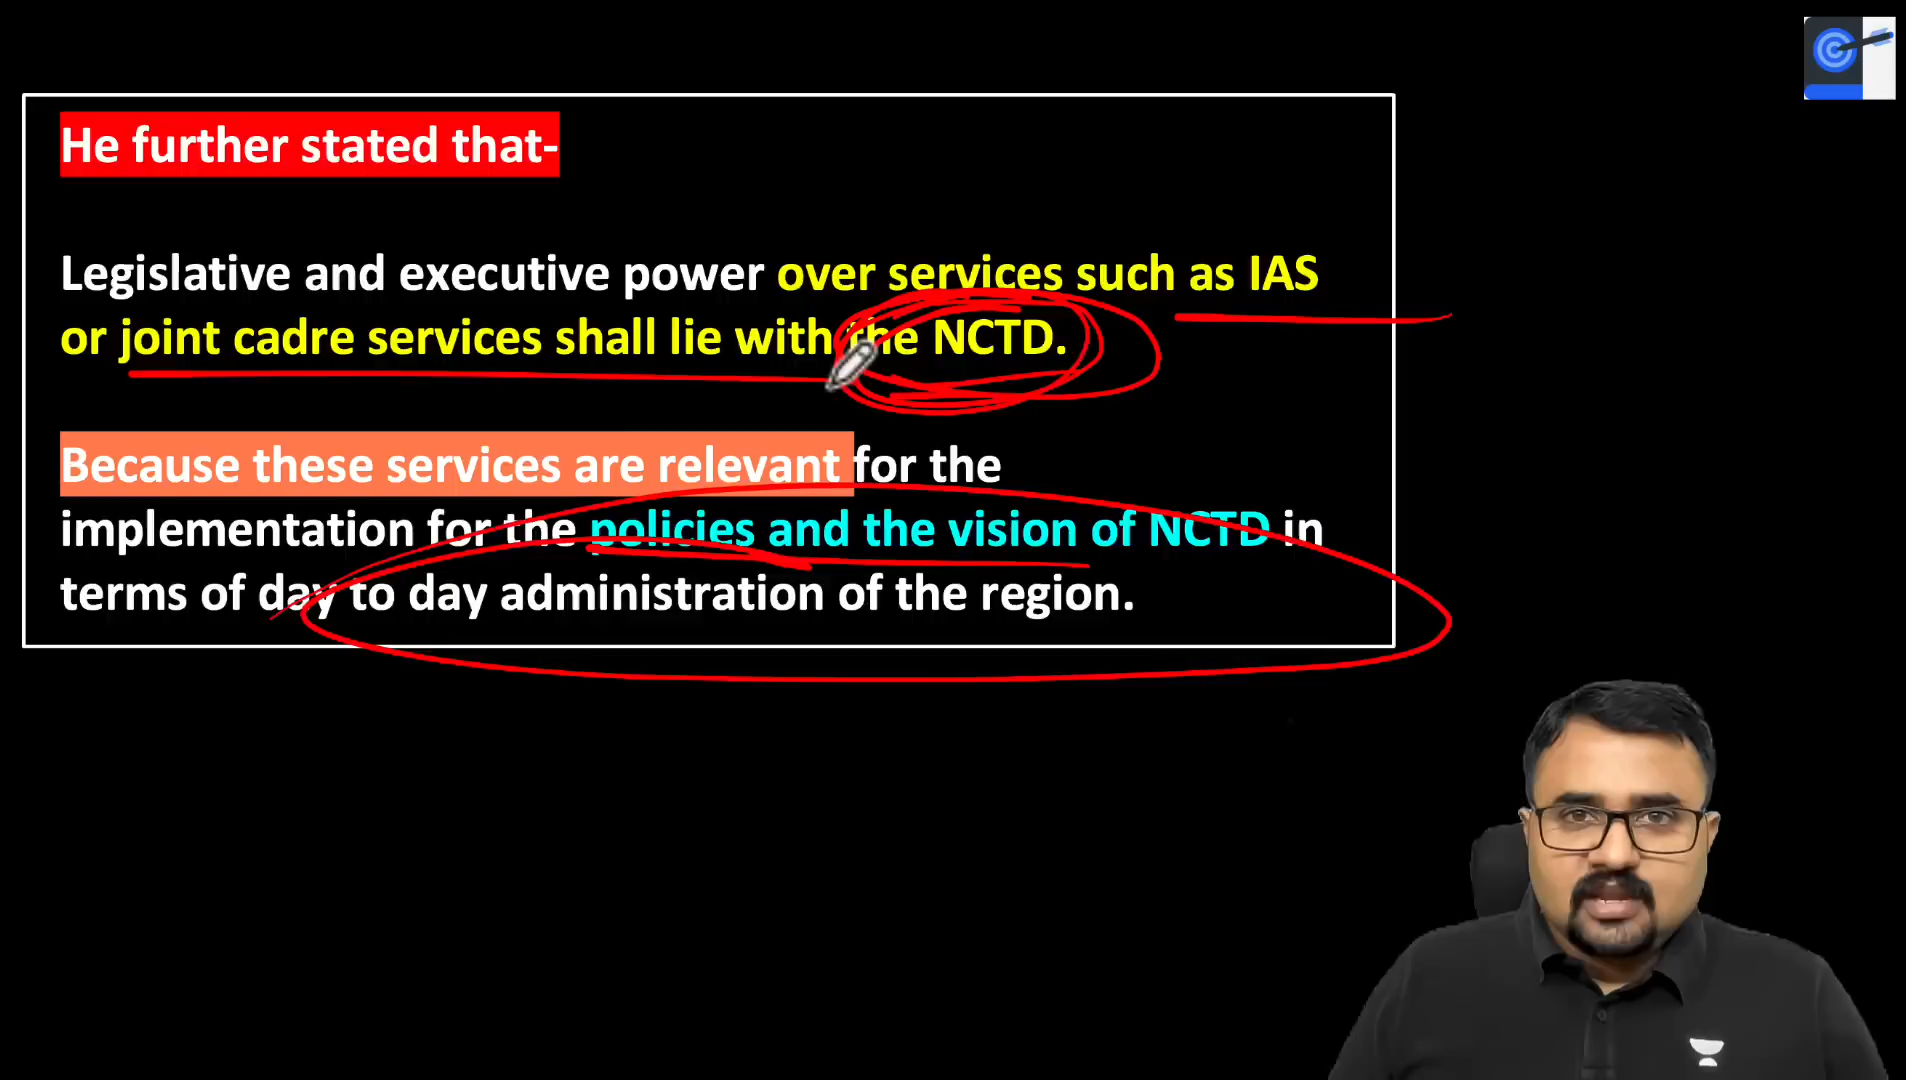 He further stated that-
Legislative and executive power over services such as IAS
or joint cadre services shall lie with the NCTD.
Because these services are relevant for the
implementation for the policies and the vision of NCTD in
terms of day to day administration of the region.